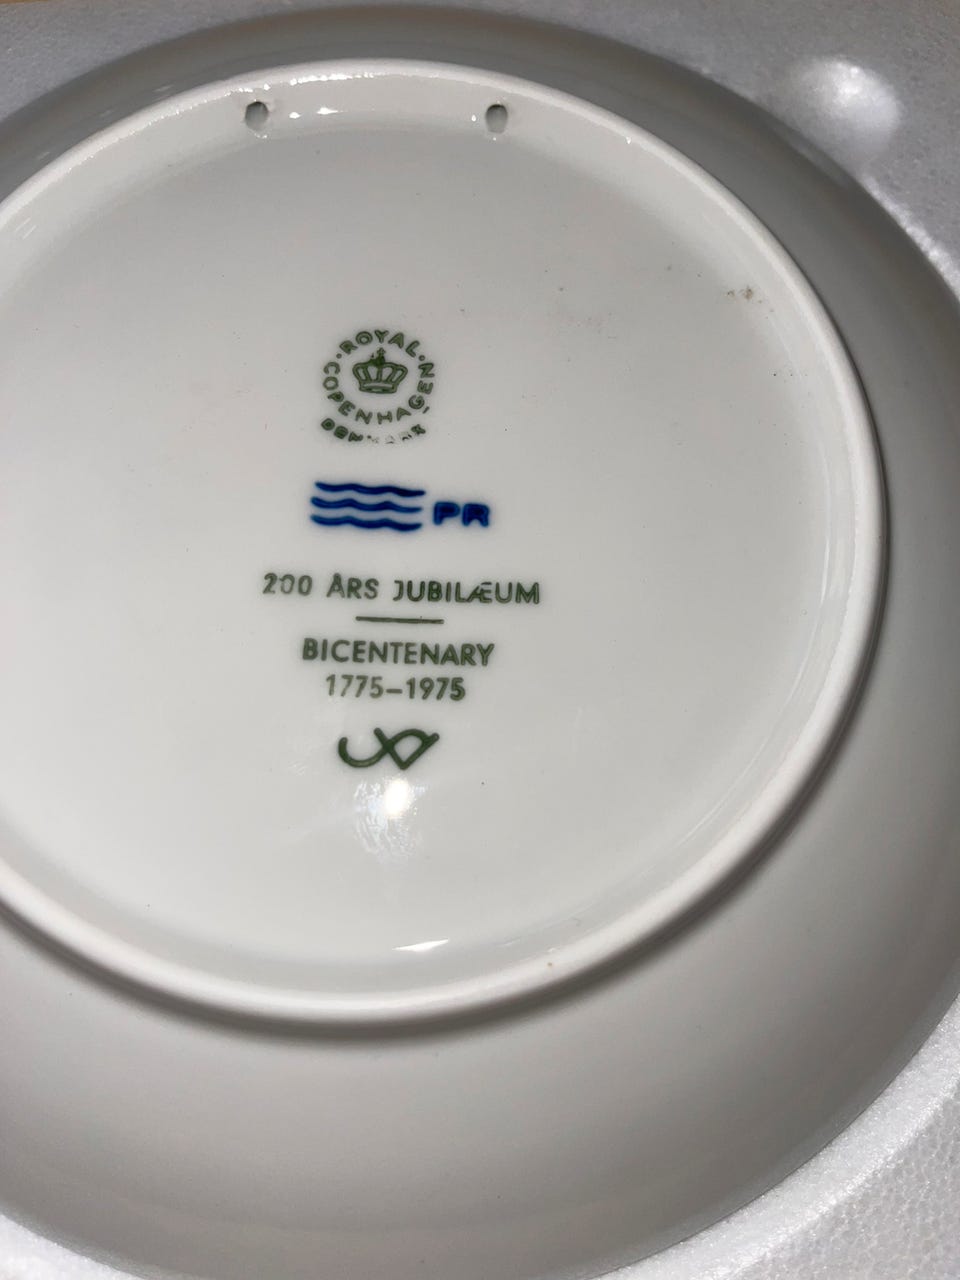 ROYAL
COPENHAGEN
DENMARK
PR
200 ÅRS JUBILÆUM
BICENTENARY
1775–1975